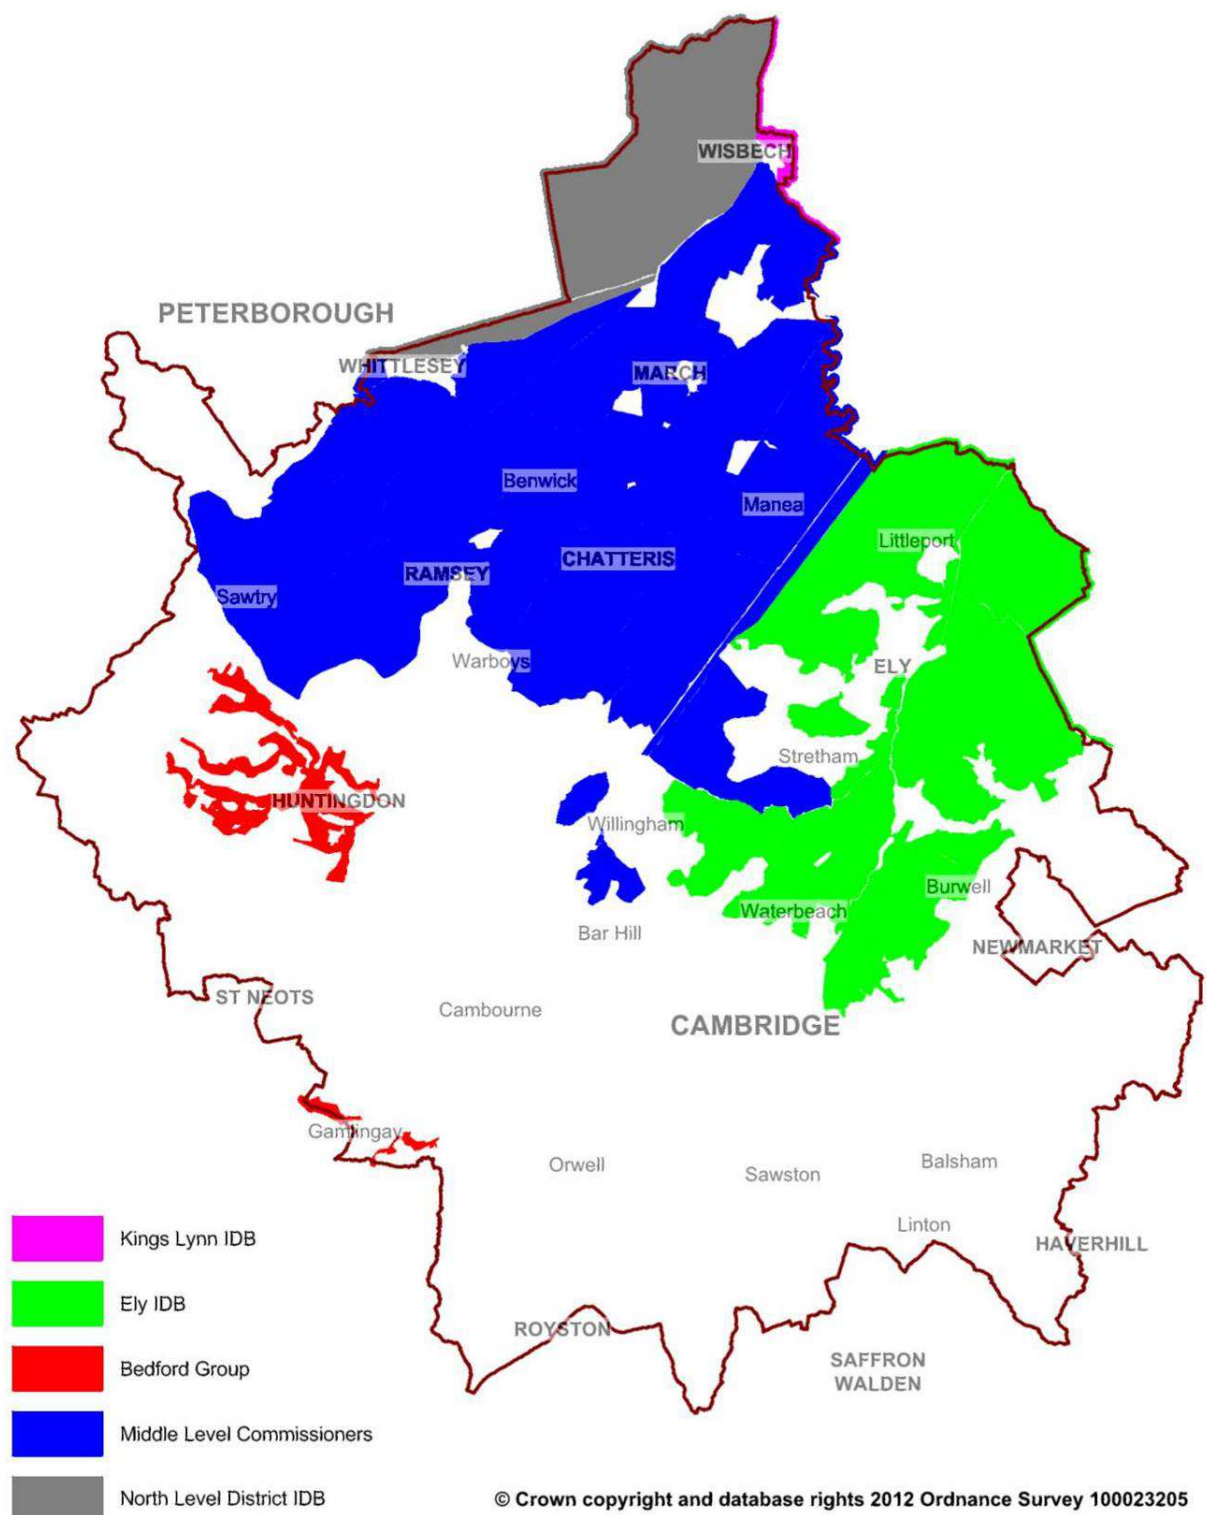 WISBECH
PETERBOROUGH
WHITTLESEY
MARCH
Benwick
Manea
Littleport
CHATTERIS
RAMSEY
Sawtry
Warboys
ELY
Stretham
HUNTINGDON
Willingham
Burwell
Waterbeach
Bar Hill
NEWMARKET
ST NEOTS
Cambourne
CAMBRIDGE
Gamlingay
Orwell
Sawston
Balsham
Linton
HAVERHILL
ROYSTON
SAFFRON
WALDEN
Kings Lynn IDB
Ely IDB
Bedford Group
Middle Level Commissioners
North Level District IDB
© Crown copyright and database rights 2012 Ordnance Survey 100023205